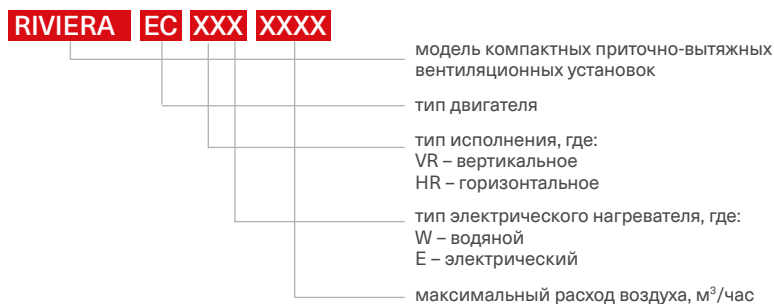 RIVIERA EC XXX XXXX
модель компактных приточно-вытяжных
вентиляционных установок
тип двигателя
тип исполнения, где:
VR – вертикальное
HR – горизонтальное
тип электрического нагревателя, где:
W – водяной
E – электрический
максимальный расход воздуха, м³/час